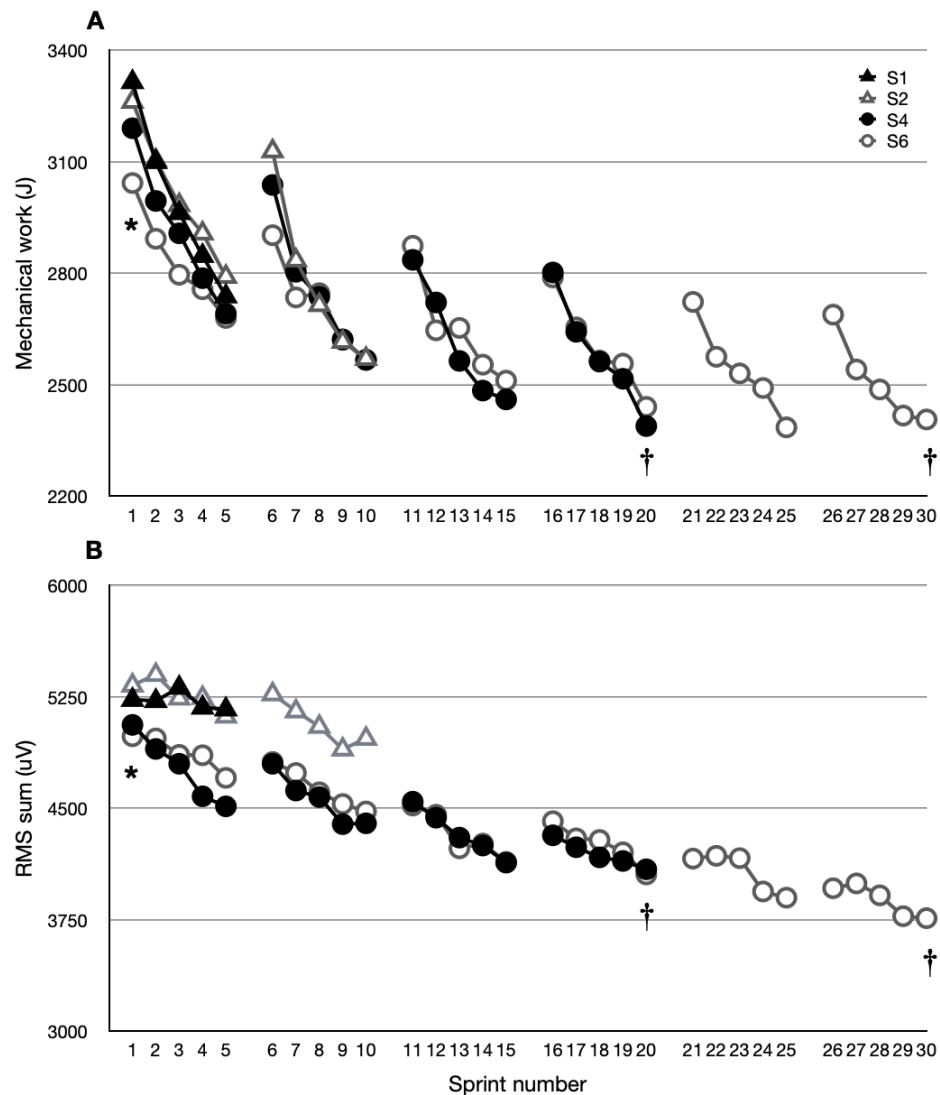 A
3400
3100
2800
2500
2200
Mechanical work (J)
S1
S2
S4
S6
*
†
†
1 2 3 4 5 6 7 8 9 10 11 12 13 14 15 16 17 18 19 20 21 22 23 24 25 26 27 28 29 30
B
6000
5250
4500
3750
3000
RMS sum (uV)
*
†
†
1 2 3 4 5 6 7 8 9 10 11 12 13 14 15 16 17 18 19 20 21 22 23 24 25 26 27 28 29 30
Sprint number